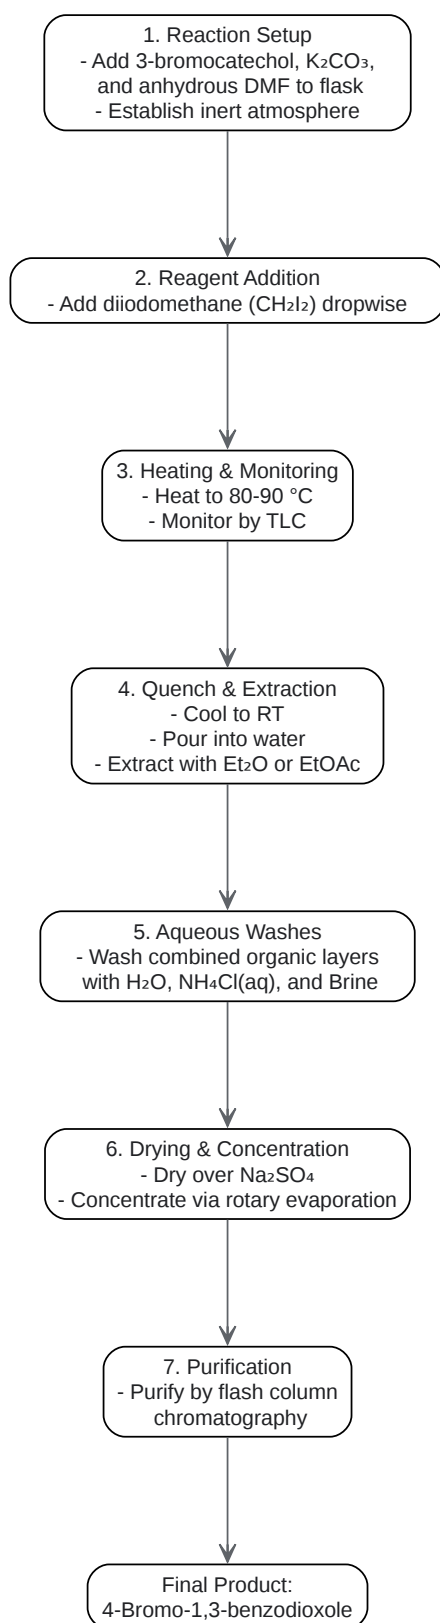 1. Reaction Setup
- Add 3-bromocatechol, K₂CO₃,
and anhydrous DMF to flask
- Establish inert atmosphere
2. Reagent Addition
- Add diiodomethane (CH₂I₂) dropwise
3. Heating & Monitoring
- Heat to 80-90 °C
- Monitor by TLC
4. Quench & Extraction
- Cool to RT
- Pour into water
- Extract with Et₂O or EtOAc
5. Aqueous Washes
- Wash combined organic layers
with H₂O, NH₄Cl(aq), and Brine
6. Drying & Concentration
- Dry over Na₂SO₄
- Concentrate via rotary evaporation
7. Purification
- Purify by flash column
chromatography
Final Product:
4-Bromo-1,3-benzodioxole